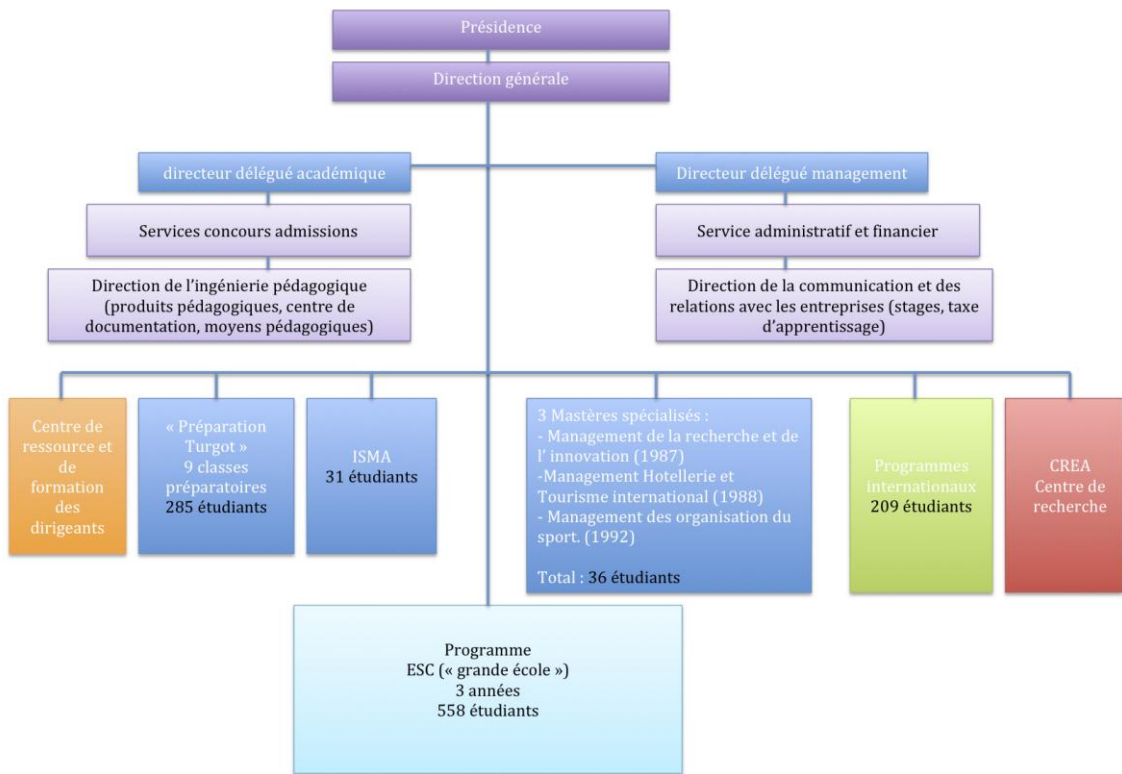 Présidence
Direction générale
directeur délégué académique
Directeur délégué management
Services concours admissions
Service administratif et financier
Direction de l'ingénierie pédagogique
(produits pédagogiques, centre de
documentation, moyens pédagogiques)
Direction de la communication et des
relations avec les entreprises (stages, taxe
d'apprentissage)
Centre de
ressource et de
formation
des
dirigeants
« Préparation
Turgot »
9 classes
préparatoires
285 étudiants
ISMA
31 étudiants
3 Mastères spécialisés :
- Management de la recherche et de
l' innovation (1987)
-Management Hotellerie et
Tourisme international (1988)
- Management des organisation du
sport. (1992)
Total : 36 étudiants
Programmes
internationaux
209 étudiants
CREA
Centre de
recherche
Programme
ESC (« grande école »)
3 années
558 étudiants